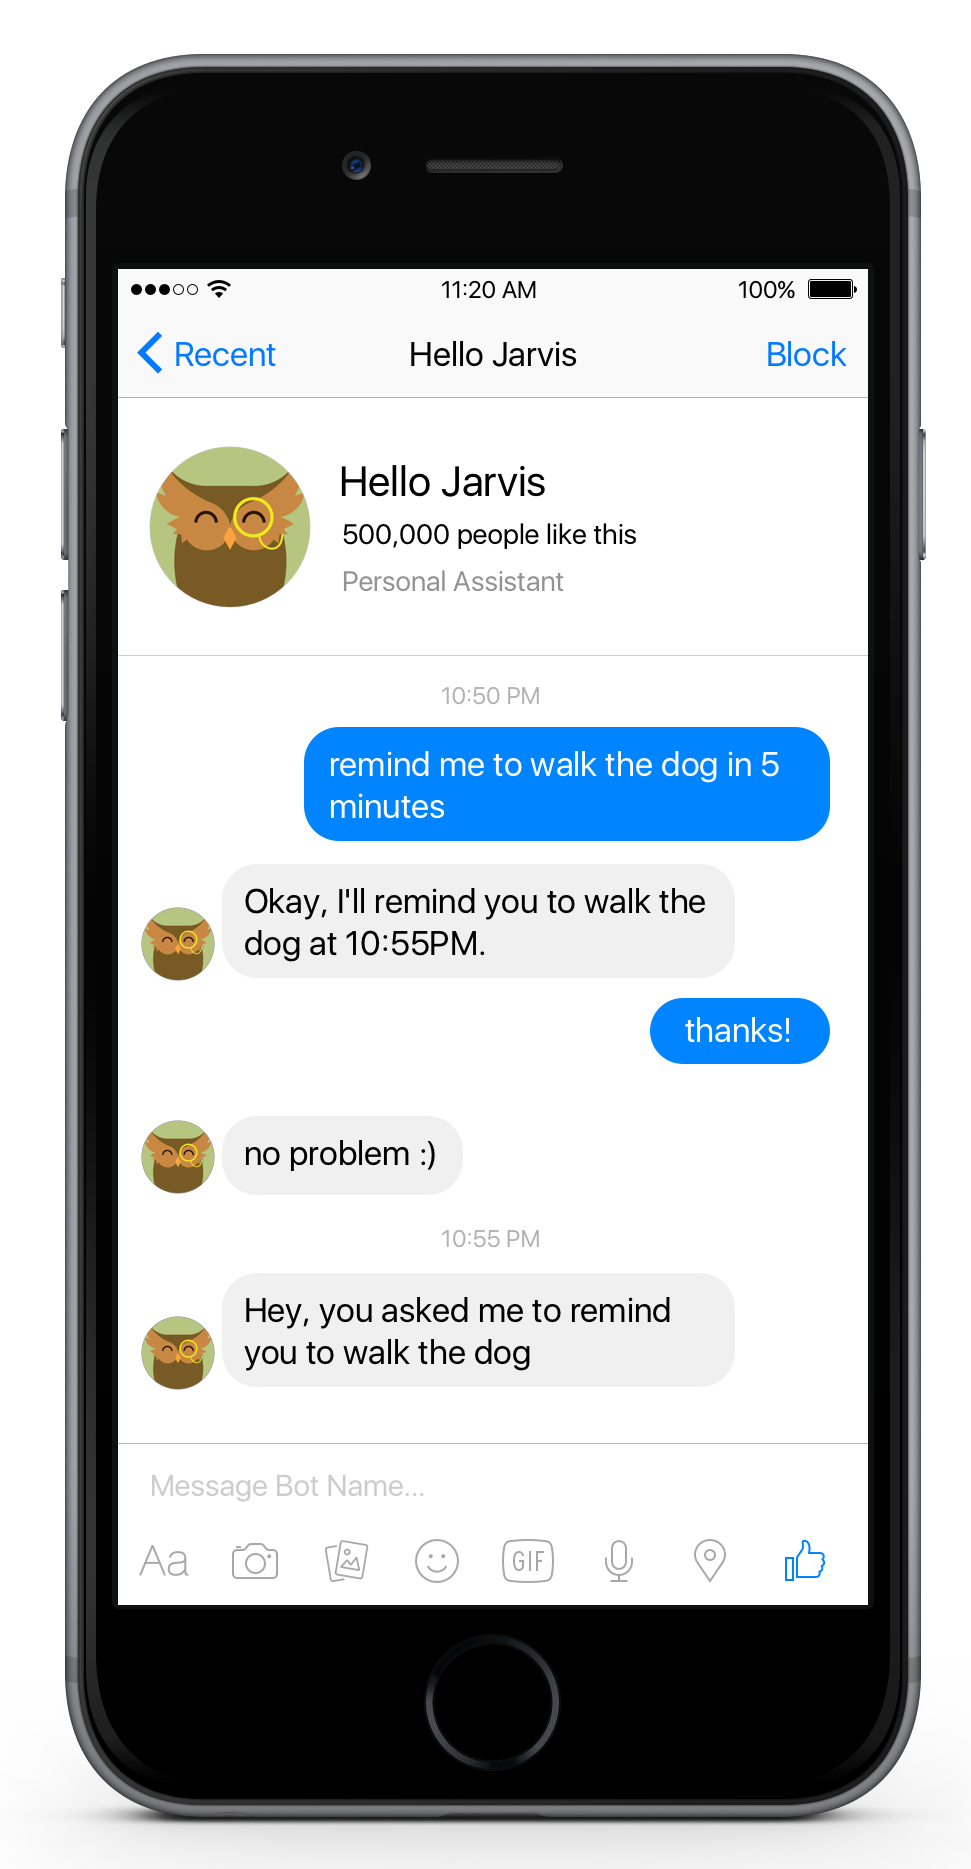 11:20 AM 100%
Recent Hello Jarvis Block
Hello Jarvis
500,000 people like this
Personal Assistant
10:50 PM
remind me to walk the dog in 5
minutes
Okay, I'll remind you to walk the
dog at 10:55PM.
thanks!
no problem :)
10:55 PM
Hey, you asked me to remind
you to walk the dog
Message Bot Name...
Aa GIF